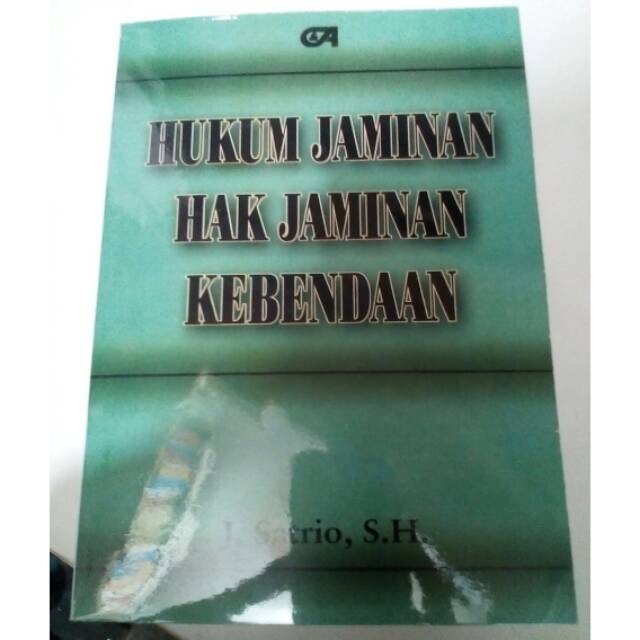 HUKUM JAMINAN
HAK JAMINAN
KEBENDAAN
J. Satrio, S.H.